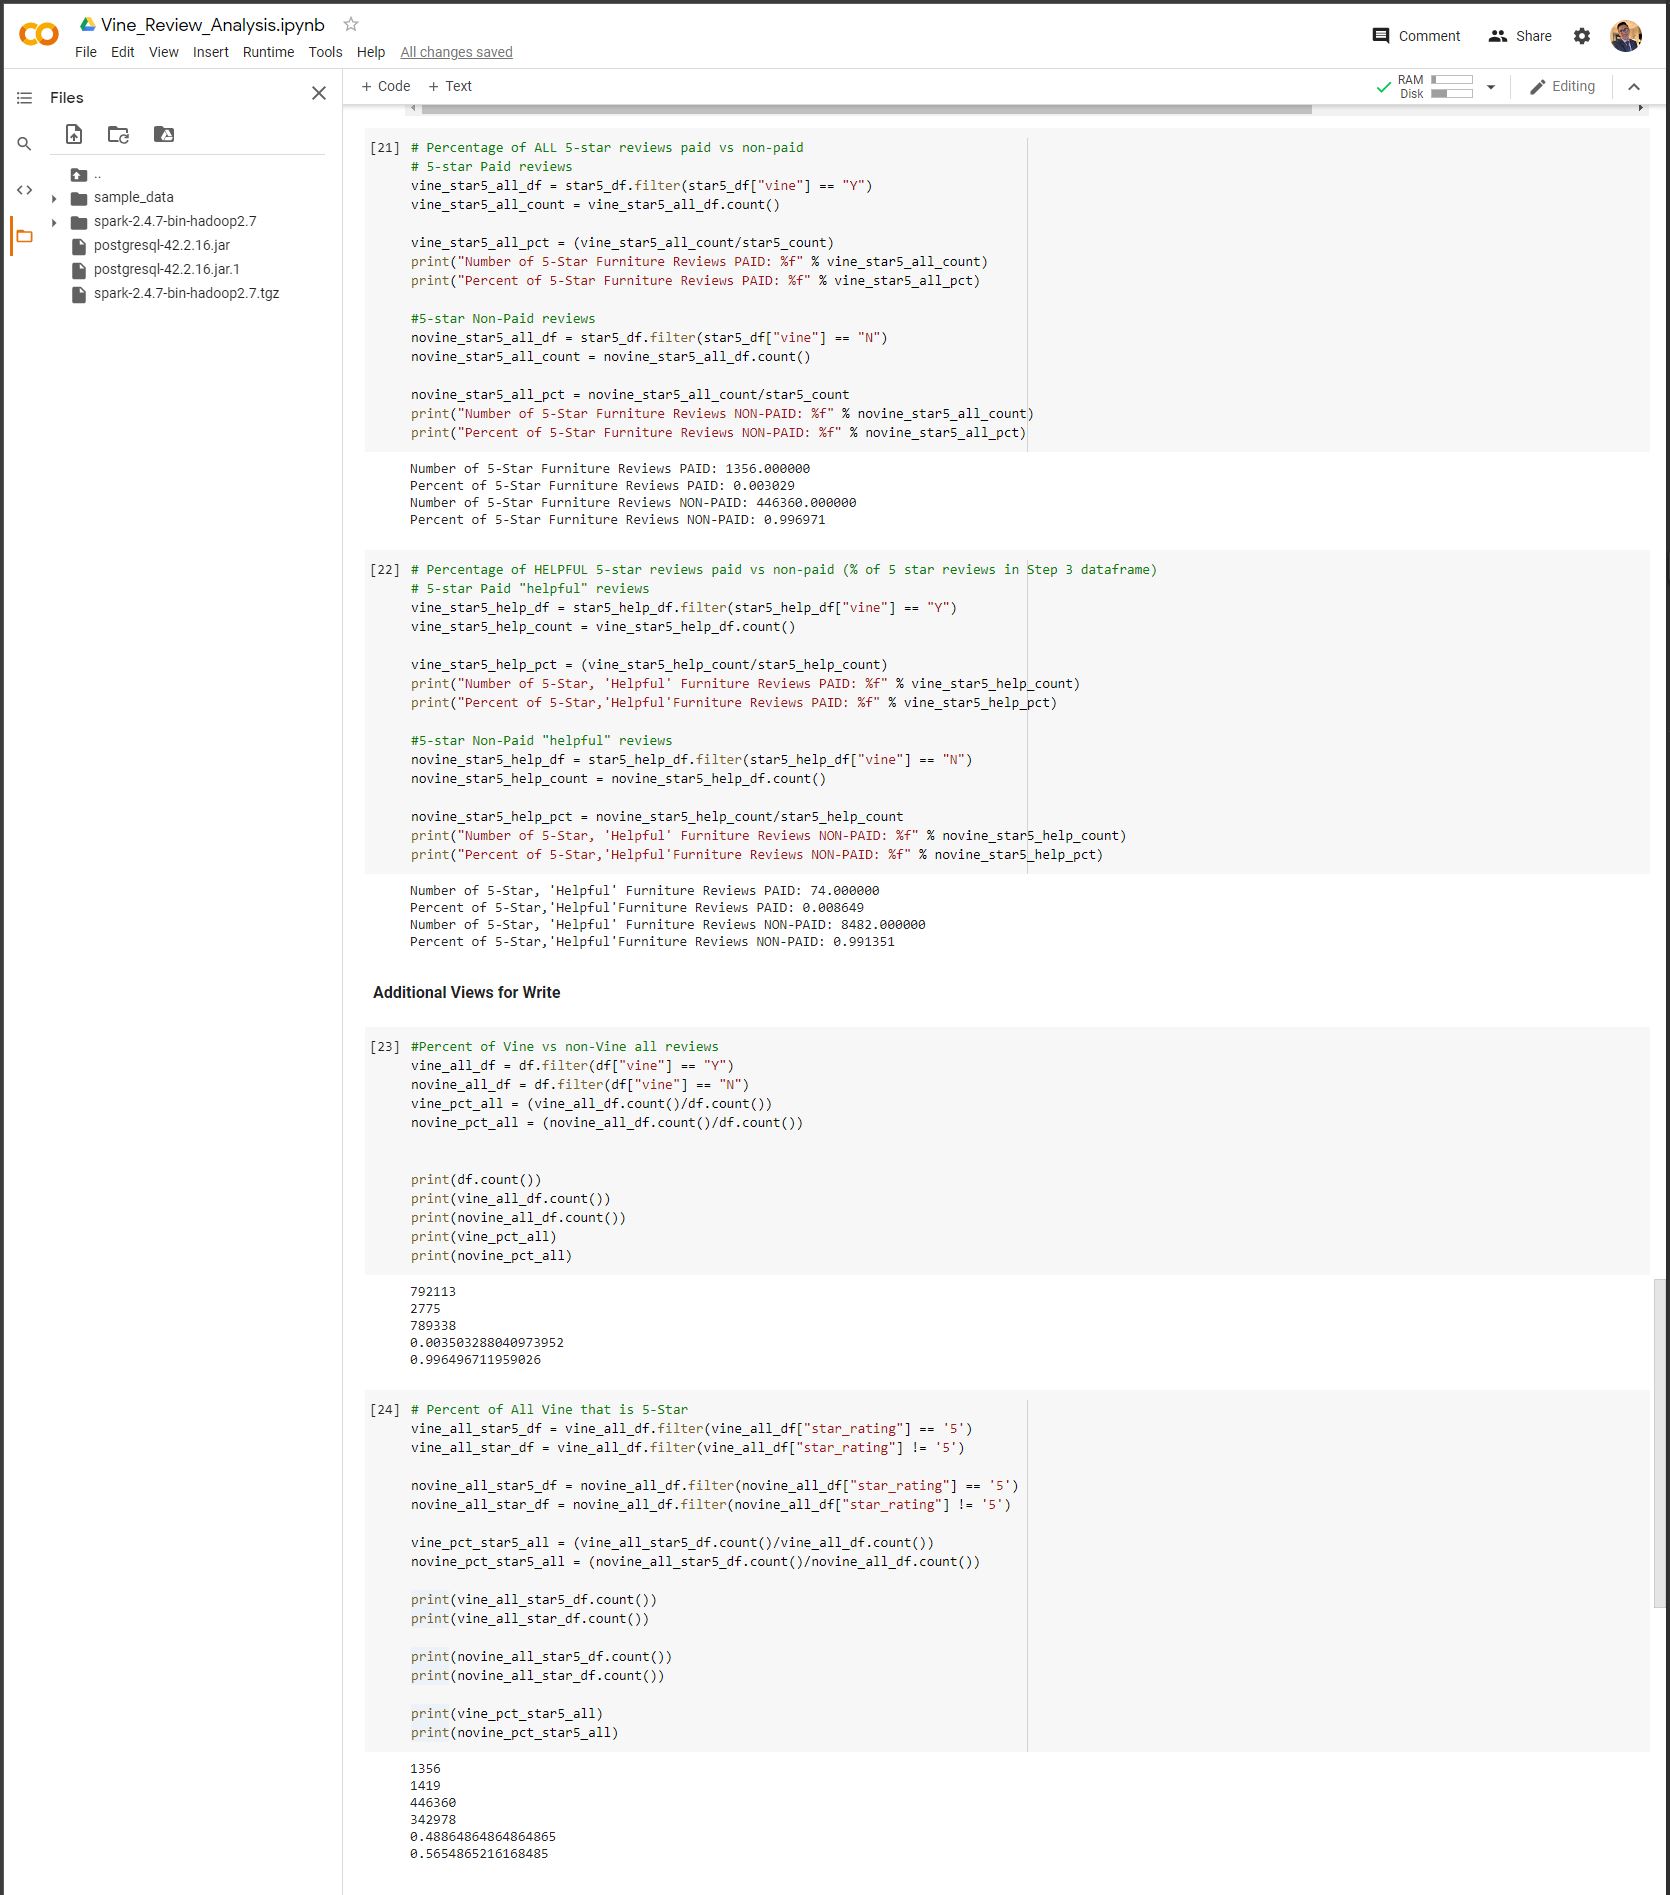 Vine_Review_Analysis.ipynb
File Edit View Insert Runtime Tools Help All changes saved
Comment Share
Files
+ Code + Text
RAM
Disk
Editing
..
sample_data
spark-2.4.7-bin-hadoop2.7
postgresql-42.2.16.jar
postgresql-42.2.16.jar.1
spark-2.4.7-bin-hadoop2.7.tgz
[21] # Percentage of ALL 5-star reviews paid vs non-paid
# 5-star Paid reviews
vine_star5_all_df = star5_df.filter(star5_df["vine"] == "Y")
vine_star5_all_count = vine_star5_all_df.count()
vine_star5_all_pct = (vine_star5_all_count/star5_count)
print("Number of 5-Star Furniture Reviews PAID: %f" % vine_star5_all_count)
print("Percent of 5-Star Furniture Reviews PAID: %f" % vine_star5_all_pct)
#5-star Non-Paid reviews
novine_star5_all_df = star5_df.filter(star5_df["vine"] == "N")
novine_star5_all_count = novine_star5_all_df.count()
novine_star5_all_pct = novine_star5_all_count/star5_count
print("Number of 5-Star Furniture Reviews NON-PAID: %f" % novine_star5_all_count)
print("Percent of 5-Star Furniture Reviews NON-PAID: %f" % novine_star5_all_pct)
Number of 5-Star Furniture Reviews PAID: 1356.000000
Percent of 5-Star Furniture Reviews PAID: 0.003029
Number of 5-Star Furniture Reviews NON-PAID: 446360.000000
Percent of 5-Star Furniture Reviews NON-PAID: 0.996971
[22] # Percentage of HELPFUL 5-star reviews paid vs non-paid (% of 5 star reviews in Step 3 dataframe)
# 5-star Paid "helpful" reviews
vine_star5_help_df = star5_help_df.filter(star5_help_df["vine"] == "Y")
vine_star5_help_count = vine_star5_help_df.count()
vine_star5_help_pct = (vine_star5_help_count/star5_help_count)
print("Number of 5-Star, 'Helpful' Furniture Reviews PAID: %f" % vine_star5_help_count)
print("Percent of 5-Star,'Helpful'Furniture Reviews PAID: %f" % vine_star5_help_pct)
#5-star Non-Paid "helpful" reviews
novine_star5_help_df = star5_help_df.filter(star5_help_df["vine"] == "N")
novine_star5_help_count = novine_star5_help_df.count()
novine_star5_help_pct = novine_star5_help_count/star5_help_count
print("Number of 5-Star, 'Helpful' Furniture Reviews NON-PAID: %f" % novine_star5_help_count)
print("Percent of 5-Star,'Helpful'Furniture Reviews NON-PAID: %f" % novine_star5_help_pct)
Number of 5-Star, 'Helpful' Furniture Reviews PAID: 74.000000
Percent of 5-Star,'Helpful'Furniture Reviews PAID: 0.008649
Number of 5-Star, 'Helpful' Furniture Reviews NON-PAID: 8482.000000
Percent of 5-Star,'Helpful'Furniture Reviews NON-PAID: 0.991351
Additional Views for Write
[23] #Percent of Vine vs non-Vine all reviews
vine_all_df = df.filter(df["vine"] == "Y")
novine_all_df = df.filter(df["vine"] == "N")
vine_pct_all = (vine_all_df.count()/df.count())
novine_pct_all = (novine_all_df.count()/df.count())
print(df.count())
print(vine_all_df.count())
print(novine_all_df.count())
print(vine_pct_all)
print(novine_pct_all)
792113
2775
789338
0.003503288040973952
0.996496711959026
[24] # Percent of All Vine that is 5-Star
vine_all_star5_df = vine_all_df.filter(vine_all_df["star_rating"] == '5')
vine_all_star_df = vine_all_df.filter(vine_all_df["star_rating"] != '5')
novine_all_star5_df = novine_all_df.filter(novine_all_df["star_rating"] == '5')
novine_all_star_df = novine_all_df.filter(novine_all_df["star_rating"] != '5')
vine_pct_star5_all = (vine_all_star5_df.count()/vine_all_df.count())
novine_pct_star5_all = (novine_all_star5_df.count()/novine_all_df.count())
print(vine_all_star5_df.count())
print(vine_all_star_df.count())
print(novine_all_star5_df.count())
print(novine_all_star_df.count())
print(vine_pct_star5_all)
print(novine_pct_star5_all)
1356
1419
446360
342978
0.48864864864864865
0.5654865216168485